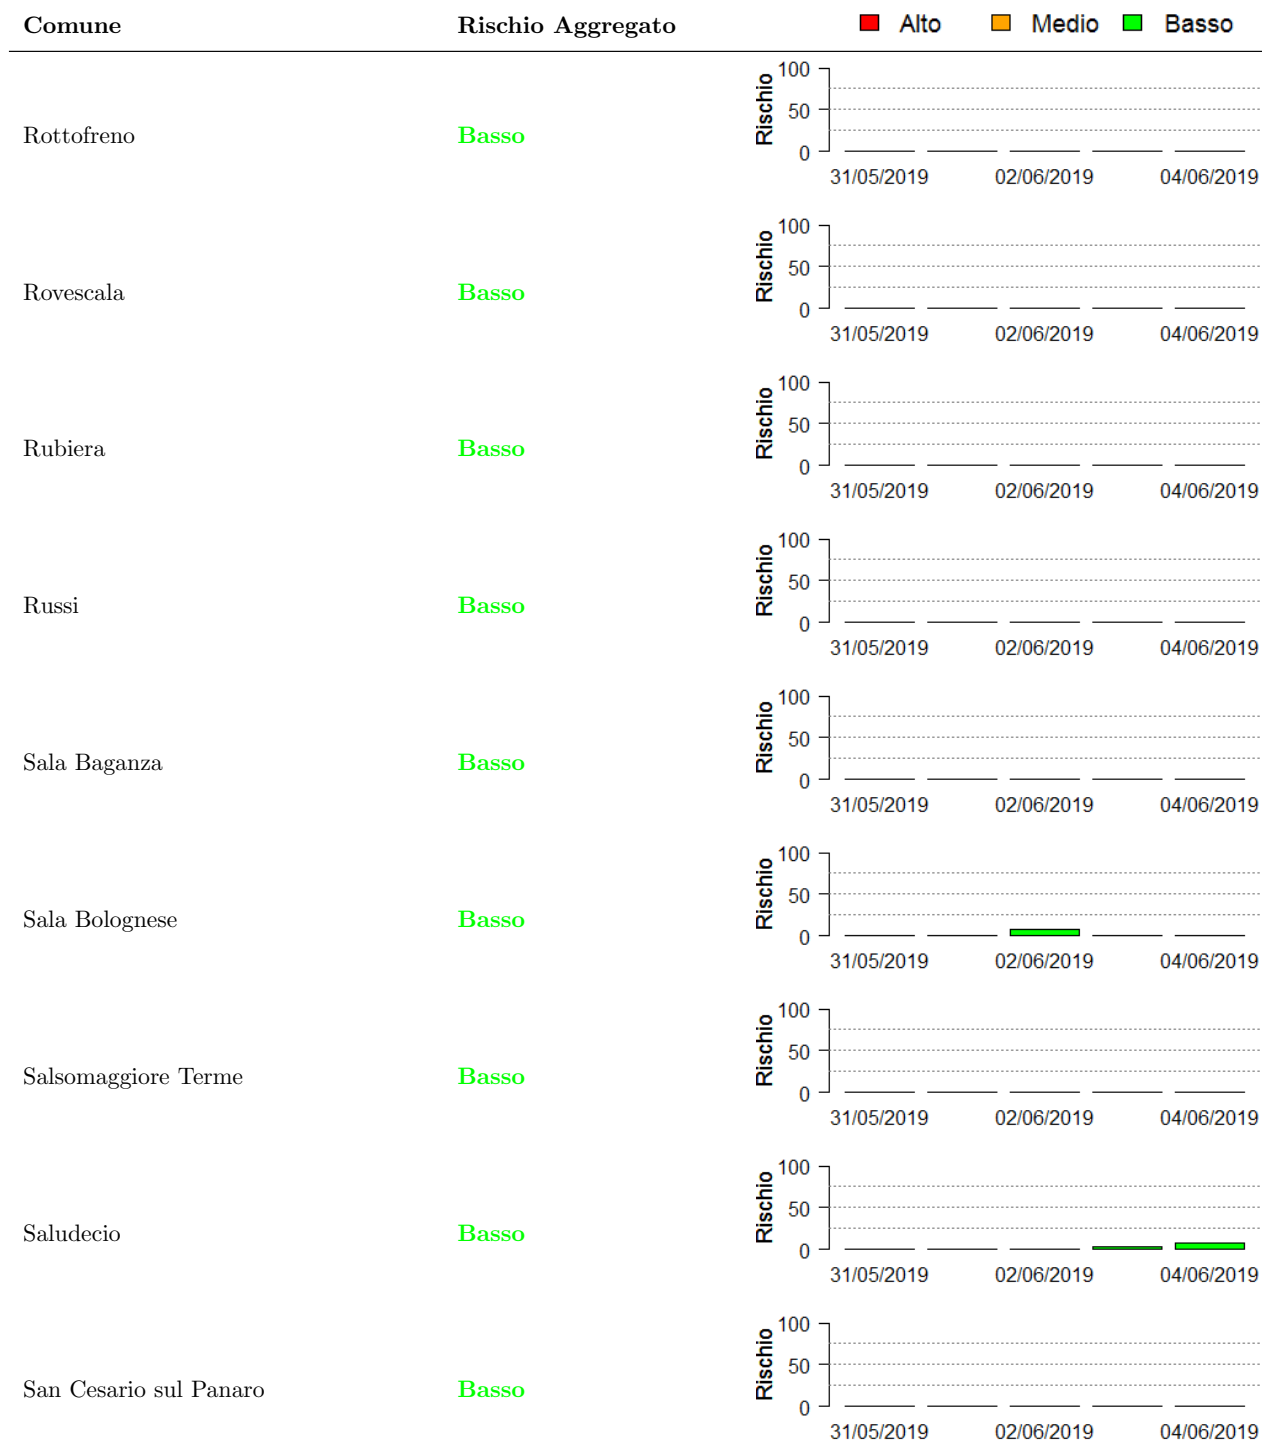 Comune Rischio Aggregato Alto Medio Basso
100
50
0
Rischio
Rottofreno Basso
31/05/2019 02/06/2019 04/06/2019
100
50
0
Rischio
Rovescala Basso
31/05/2019 02/06/2019 04/06/2019
100
50
0
Rischio
Rubiera Basso
31/05/2019 02/06/2019 04/06/2019
100
50
0
Rischio
Russi Basso
31/05/2019 02/06/2019 04/06/2019
100
50
0
Rischio
Sala Baganza Basso
31/05/2019 02/06/2019 04/06/2019
100
50
0
Rischio
Sala Bolognese Basso
31/05/2019 02/06/2019 04/06/2019
100
50
0
Rischio
Salsomaggiore Terme Basso
31/05/2019 02/06/2019 04/06/2019
100
50
0
Rischio
Saludecio Basso
31/05/2019 02/06/2019 04/06/2019
100
50
0
Rischio
San Cesario sul Panaro Basso
31/05/2019 02/06/2019 04/06/2019